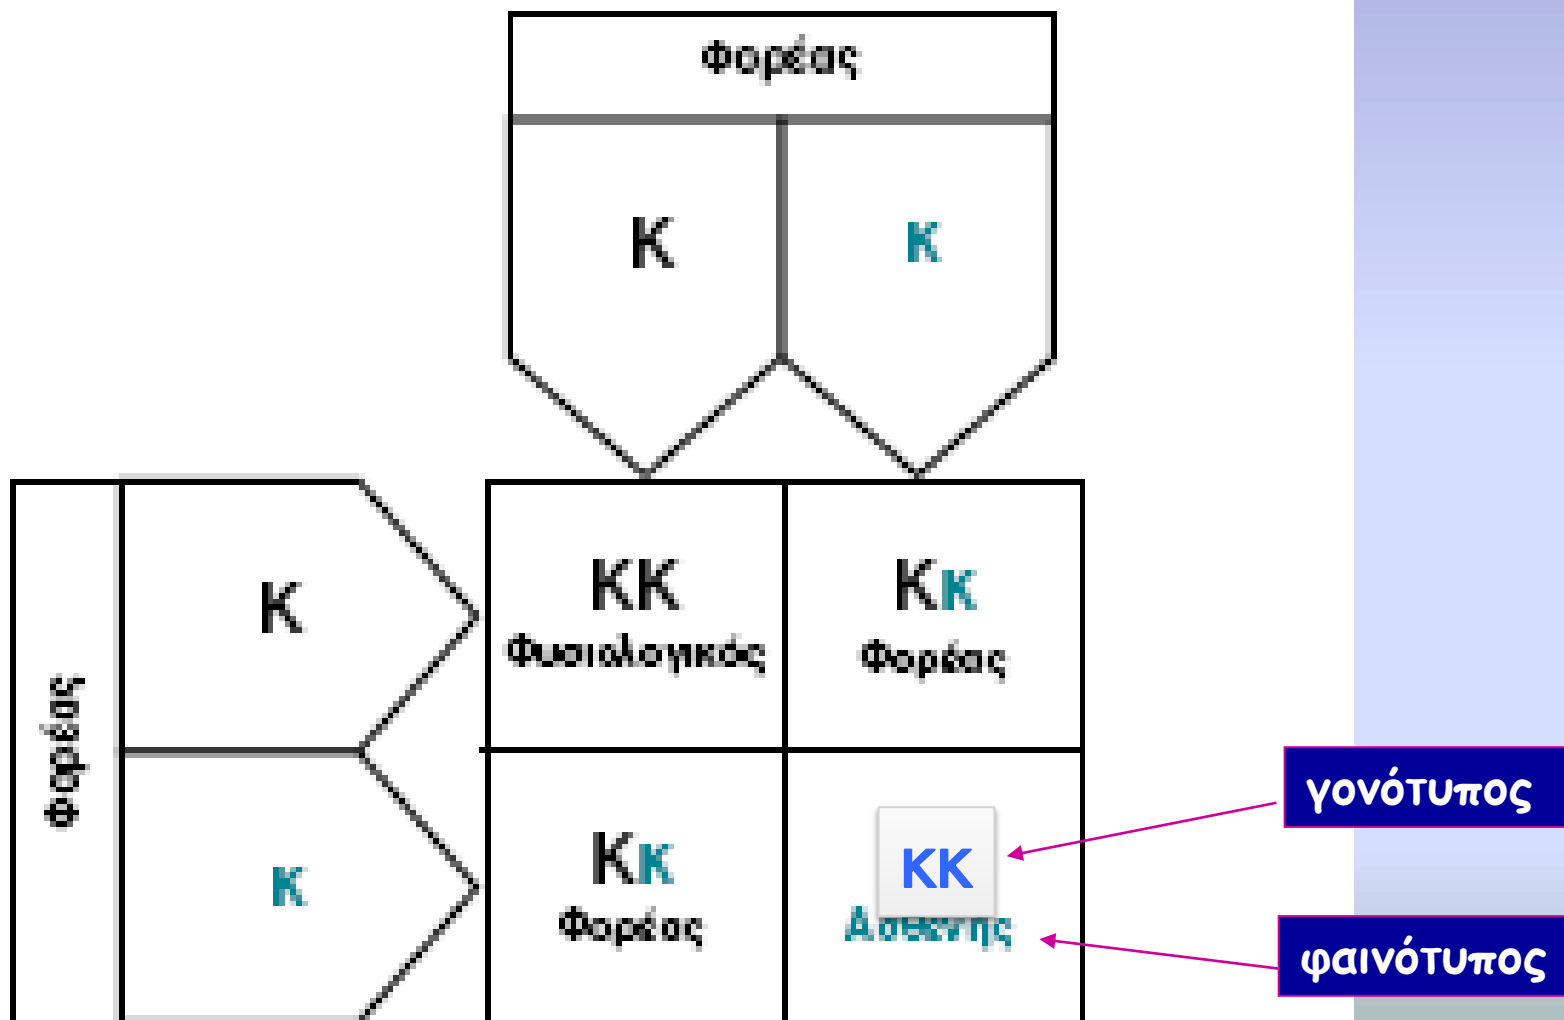 Φορέας
Κ κ
Φορέας
Κ
ΚΚ Κκ
Φυσιολογικός Φορέας
κ
Κκ κκ
Φορέας Ασθενής
γονότυπος
φαινότυπος